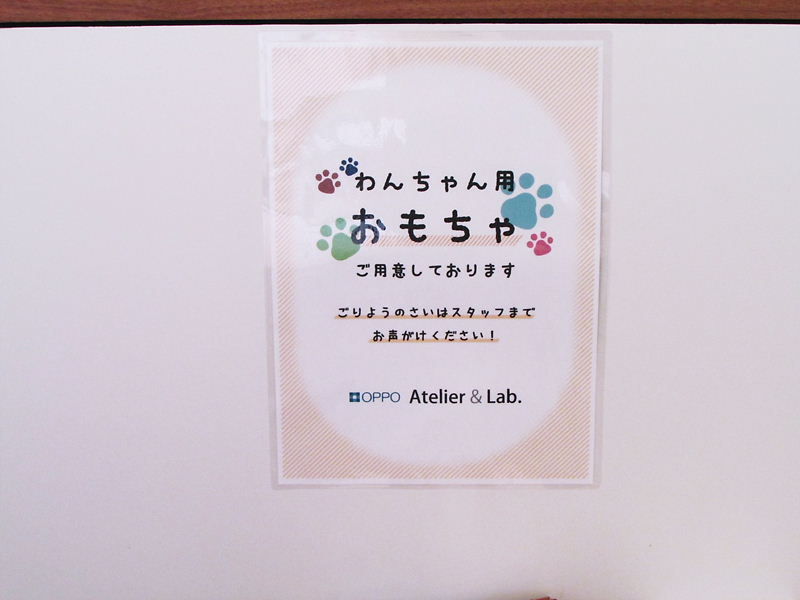 わんちゃん用
おもちゃ
ご用意しております
ごりようのさいはスタッフまで
お声がけください！
OPPO Atelier & Lab.